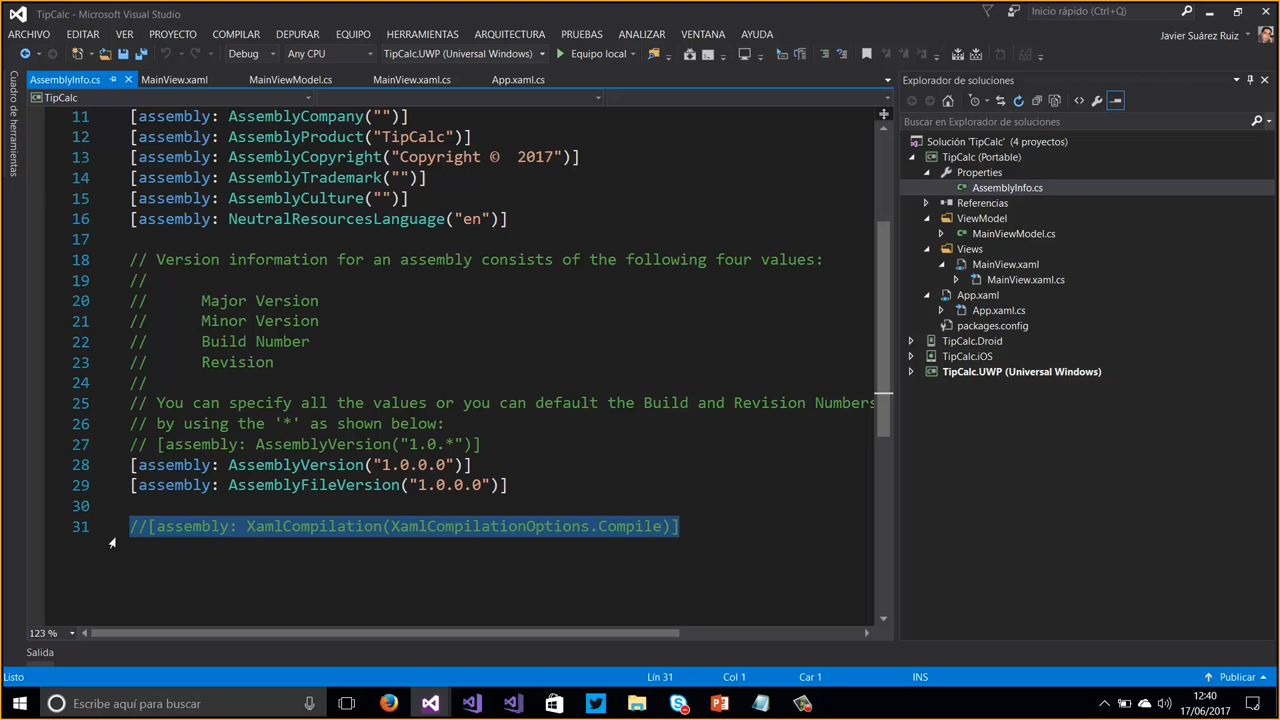 TipCalc - Microsoft Visual Studio
Inicio rápido (Ctrl+Q)
ARCHIVO EDITAR VER PROYECTO COMPILAR DEPURAR EQUIPO HERRAMIENTAS ARQUITECTURA PRUEBAS ANALIZAR VENTANA AYUDA
Javier Suárez Ruiz
Debug Any CPU TipCalc.UWP (Universal Windows) Equipo local
Cuadro de herramientas
AssemblyInfo.cs MainView.xaml MainViewModel.cs MainView.xaml.cs App.xaml.cs
TipCalc
11 [assembly: AssemblyCompany("")]
12 [assembly: AssemblyProduct("TipCalc")]
13 [assembly: AssemblyCopyright("Copyright ©  2017")]
14 [assembly: AssemblyTrademark("")]
15 [assembly: AssemblyCulture("")]
16 [assembly: NeutralResourcesLanguage("en")]
17
18 // Version information for an assembly consists of the following four values:
19 //
20 //      Major Version
21 //      Minor Version
22 //      Build Number
23 //      Revision
24 //
25 // You can specify all the values or you can default the Build and Revision Numbers
26 // by using the '*' as shown below:
27 // [assembly: AssemblyVersion("1.0.*")]
28 [assembly: AssemblyVersion("1.0.0.0")]
29 [assembly: AssemblyFileVersion("1.0.0.0")]
30
31 //[assembly: XamlCompilation(XamlCompilationOptions.Compile)]
123 %
Salida
Explorador de soluciones
Buscar en Explorador de soluciones
Solución 'TipCalc' (4 proyectos)
TipCalc (Portable)
Properties
AssemblyInfo.cs
Referencias
ViewModel
MainViewModel.cs
Views
MainView.xaml
MainView.xaml.cs
App.xaml
App.xaml.cs
packages.config
TipCalc.Droid
TipCalc.iOS
TipCalc.UWP (Universal Windows)
Listo Lín 31 Col 1 Car 1 INS Publicar
Escribe aquí para buscar
12:40
17/06/2017